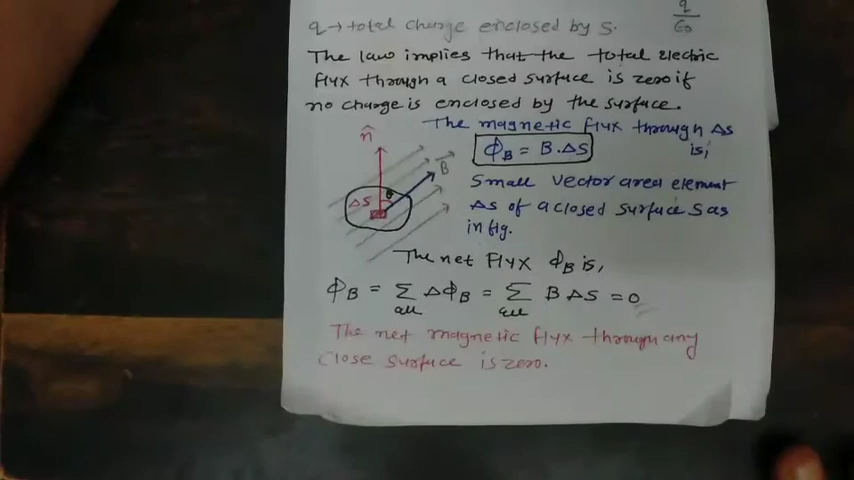 q
ε₀
q → total charge enclosed by S.
The law implies that the total electric
flux through a closed surface is zero if
no charge is enclosed by the surface.
The magnetic flux through ΔS
is,
n̂
ϕB = B.ΔS
B
θ
ΔS
Small vector area element
ΔS of a closed surface S as
in fig.
The net flux ϕB is,
ϕB = Σ ΔϕB = Σ B ΔS = 0
all all
The net magnetic flux through any
close surface is zero.